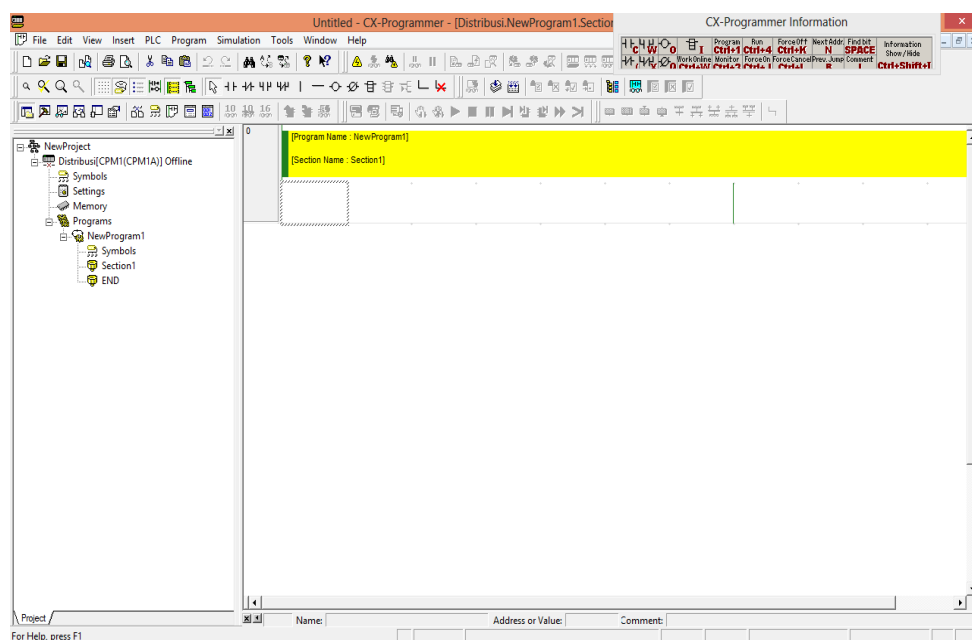 Untitled - CX-Programmer - [Distribusi.NewProgram1.Section
CX-Programmer Information
File Edit View Insert PLC Program Simulation Tools Window Help
C W O I Program Ctrl+1 Run Ctrl+4 Force Off Ctrl+K Next Addr. N Find bit SPACE Information Show/Hide
Work Online Monitor Force On Force Cancel Prev. Jump Comment Ctrl+Shift+I
10 10 16
NewProject
Distribusi[CPM1(CPM1A)] Offline
Symbols
Settings
Memory
Programs
NewProgram1
Symbols
Section1
END
0
[Program Name : NewProgram1]
[Section Name : Section1]
Project
Name:
Address or Value:
Comment:
For Help, press F1